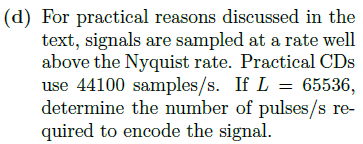 (d) For practical reasons discussed in the
text, signals are sampled at a rate well
above the Nyquist rate. Practical CDs
use 44100 samples/s. If L = 65536,
determine the number of pulses/s re-
quired to encode the signal.